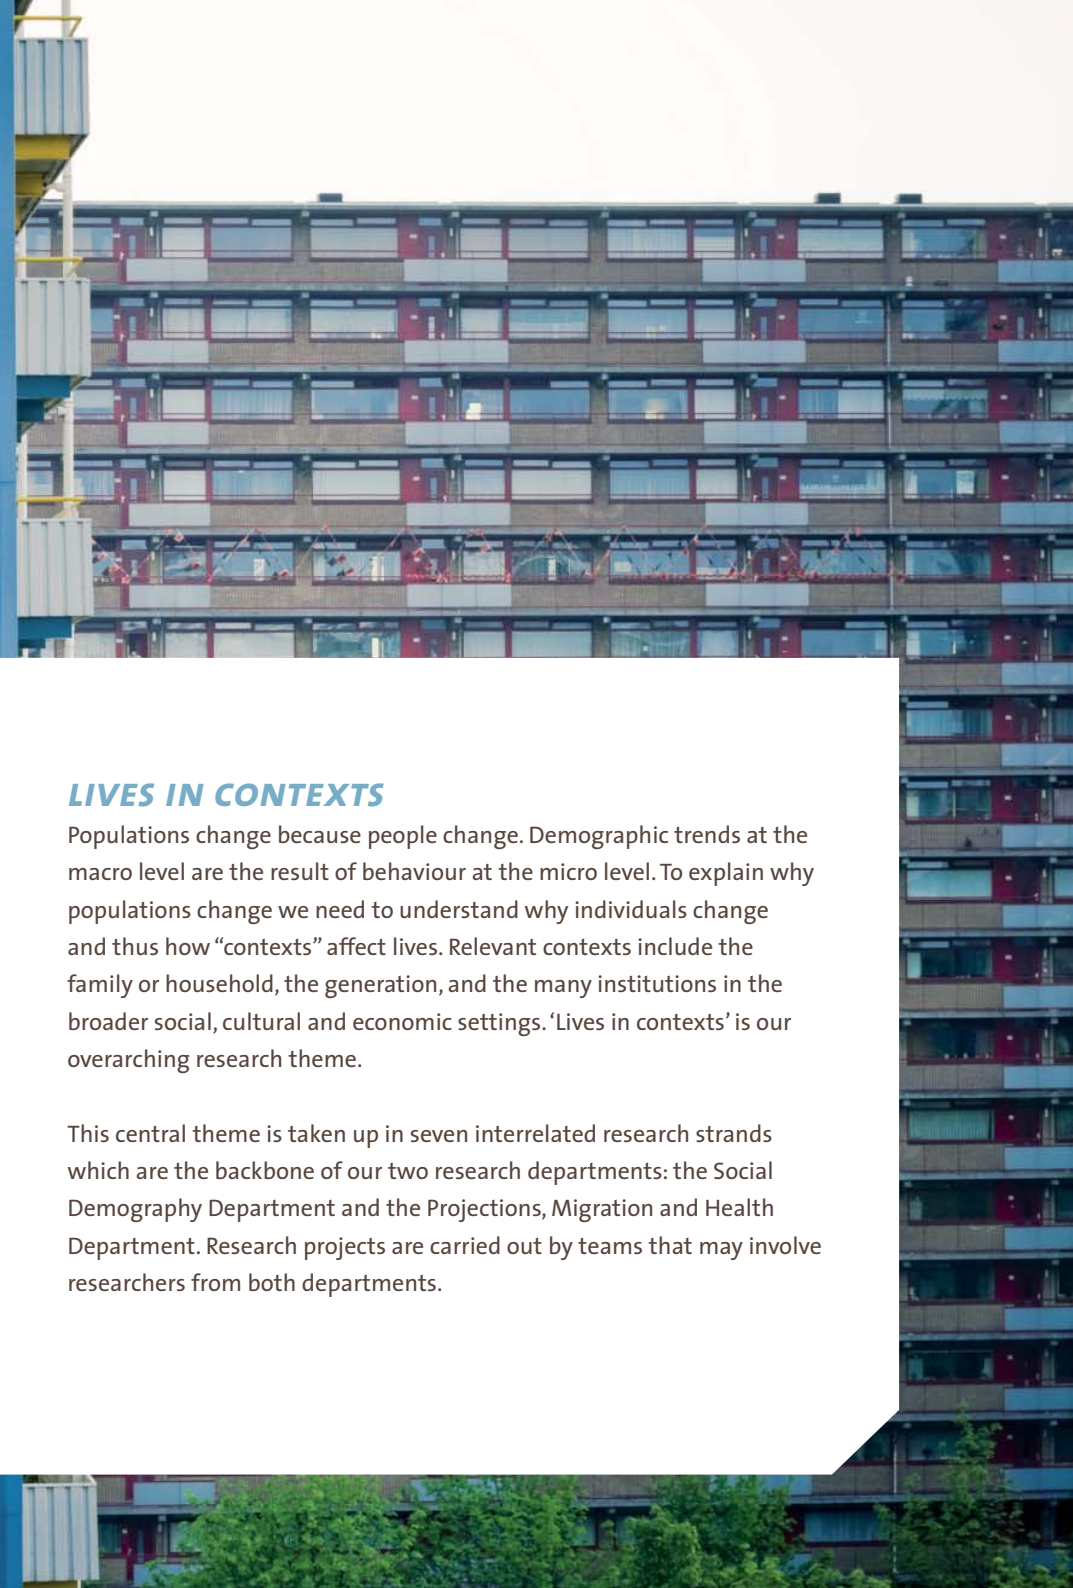 LIVES IN CONTEXTS
Populations change because people change. Demographic trends at the
macro level are the result of behaviour at the micro level. To explain why
populations change we need to understand why individuals change
and thus how “contexts” affect lives. Relevant contexts include the
family or household, the generation, and the many institutions in the
broader social, cultural and economic settings. ‘Lives in contexts’ is our
overarching research theme.
This central theme is taken up in seven interrelated research strands
which are the backbone of our two research departments: the Social
Demography Department and the Projections, Migration and Health
Department. Research projects are carried out by teams that may involve
researchers from both departments.